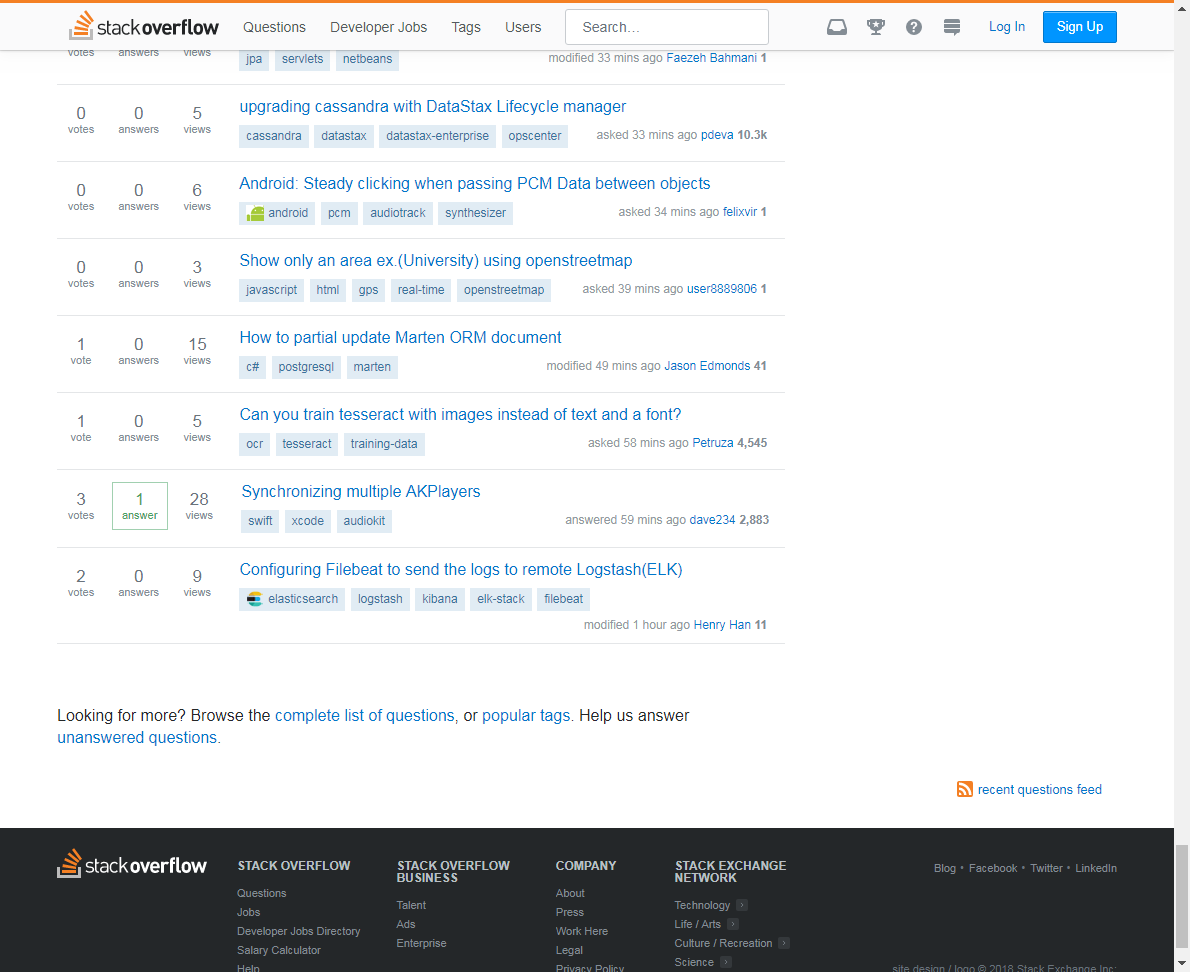 stack overflow Questions Developer Jobs Tags Users Search... Log In Sign Up
votes answer views
jpa servlets netbeans modified 33 mins ago Faezeh Bahmani 1
upgrading cassandra with DataStax Lifecycle manager
0 0 5
votes answers views
cassandra datastax datastax-enterprise opscenter asked 33 mins ago pdeva 10.3k
Android: Steady clicking when passing PCM Data between objects
0 0 6
votes answers views
android pcm audiotrack synthesizer asked 34 mins ago felixvir 1
Show only an area ex.(University) using openstreetmap
0 0 3
votes answers views
javascript html gps real-time openstreetmap asked 39 mins ago user8889806 1
How to partial update Marten ORM document
1 0 15
vote answers views
c# postgresql marten modified 49 mins ago Jason Edmonds 41
Can you train tesseract with images instead of text and a font?
1 0 5
vote answers views
ocr tesseract training-data asked 58 mins ago Petruza 4,545
Synchronizing multiple AKPlayers
3 1 28
votes answer views
swift xcode audiokit answered 59 mins ago dave234 2,883
Configuring Filebeat to send the logs to remote Logstash(ELK)
2 0 9
votes answers views
elasticsearch logstash kibana elk-stack filebeat
modified 1 hour ago Henry Han 11
Looking for more? Browse the complete list of questions, or popular tags. Help us answer
unanswered questions.
recent questions feed
stack overflow
STACK OVERFLOW
Questions
Jobs
Developer Jobs Directory
Salary Calculator
Help
STACK OVERFLOW
BUSINESS
Talent
Ads
Enterprise
COMPANY
About
Press
Work Here
Legal
Privacy Policy
STACK EXCHANGE
NETWORK
Technology
Life / Arts
Culture / Recreation
Science
Blog • Facebook • Twitter • LinkedIn
site design / logo © 2018 Stack Exchange Inc;